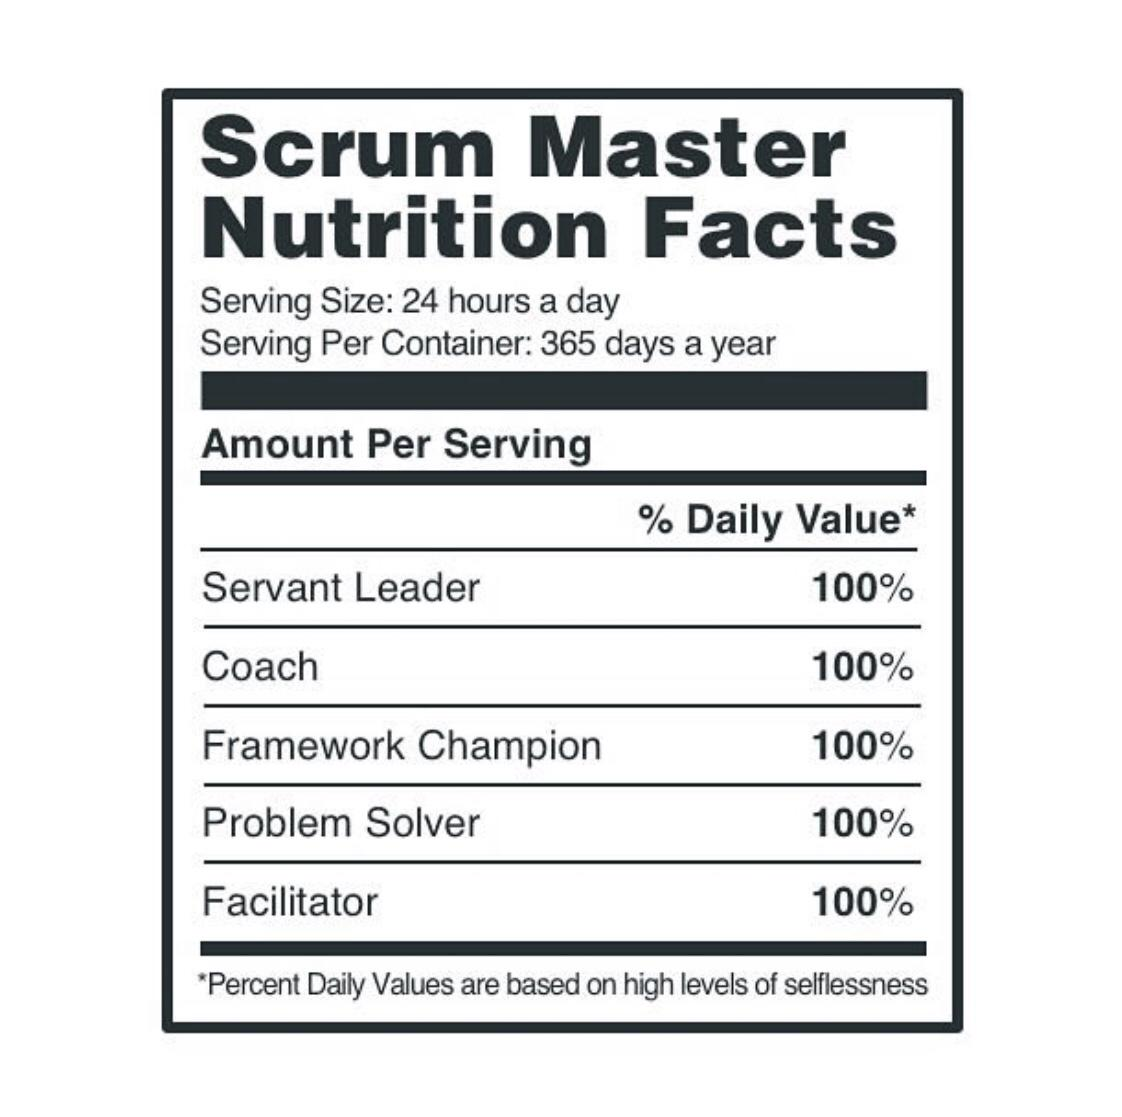 Scrum Master
Nutrition Facts
Serving Size: 24 hours a day
Serving Per Container: 365 days a year
Amount Per Serving
% Daily Value*
Servant Leader 100%
Coach 100%
Framework Champion 100%
Problem Solver 100%
Facilitator 100%
*Percent Daily Values are based on high levels of selflessness